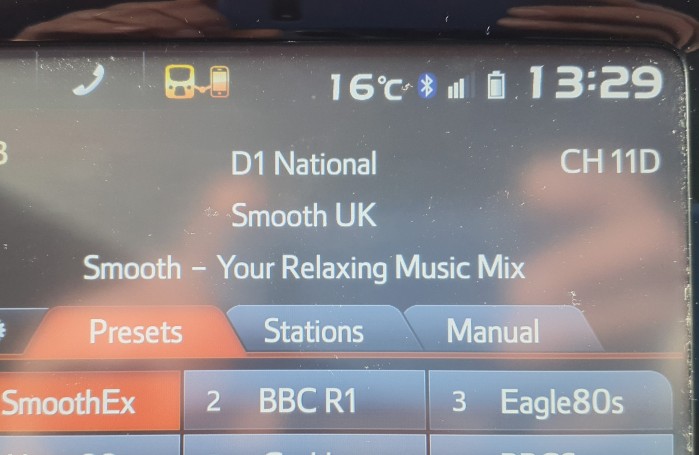 16°C 13:29
D1 National CH 11D
Smooth UK
Smooth - Your Relaxing Music Mix
Presets Stations Manual
SmoothEx 2 BBC R1 3 Eagle80s